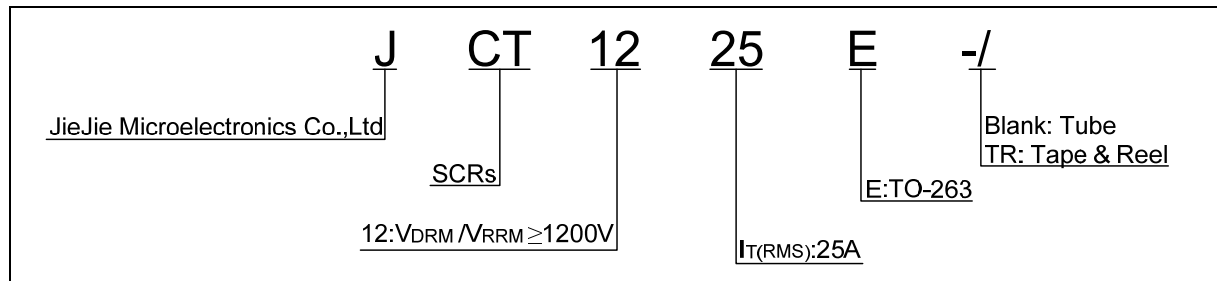 J CT 12 25 E -/
JieJie Microelectronics Co.,Ltd
Blank: Tube
TR: Tape & Reel
SCRs
E:TO-263
12:VDRM/VRRM≥1200V
IT(RMS):25A